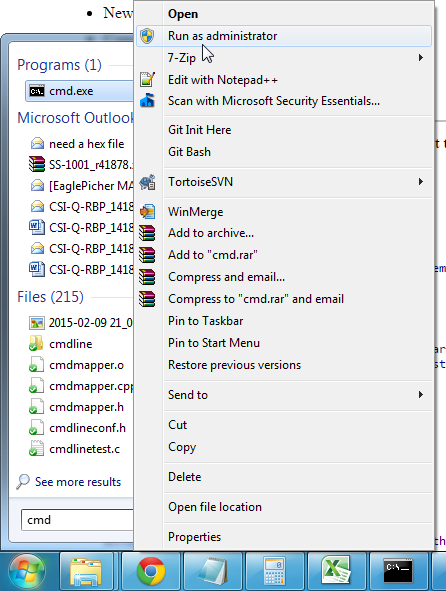 New
Open
Run as administrator
7-Zip
Edit with Notepad++
Scan with Microsoft Security Essentials...
Git Init Here
Git Bash
TortoiseSVN
WinMerge
Add to archive...
Add to "cmd.rar"
Compress and email...
Compress to "cmd.rar" and email
Pin to Taskbar
Pin to Start Menu
Restore previous versions
Send to
Cut
Copy
Delete
Open file location
Properties
Programs (1)
cmd.exe
Microsoft Outlook
need a hex file
SS-1001_r41878.
[EaglePicher MA
CSI-Q-RBP_1418
CSI-Q-RBP_1418
CSI-Q-RBP_1418
CSI-Q-RBP_1418
Files (215)
2015-02-09 21_0
cmdline
cmdmapper.o
cmdmapper.cpp
cmdmapper.h
cmdlineconf.h
cmdlinetest.c
See more results
cmd